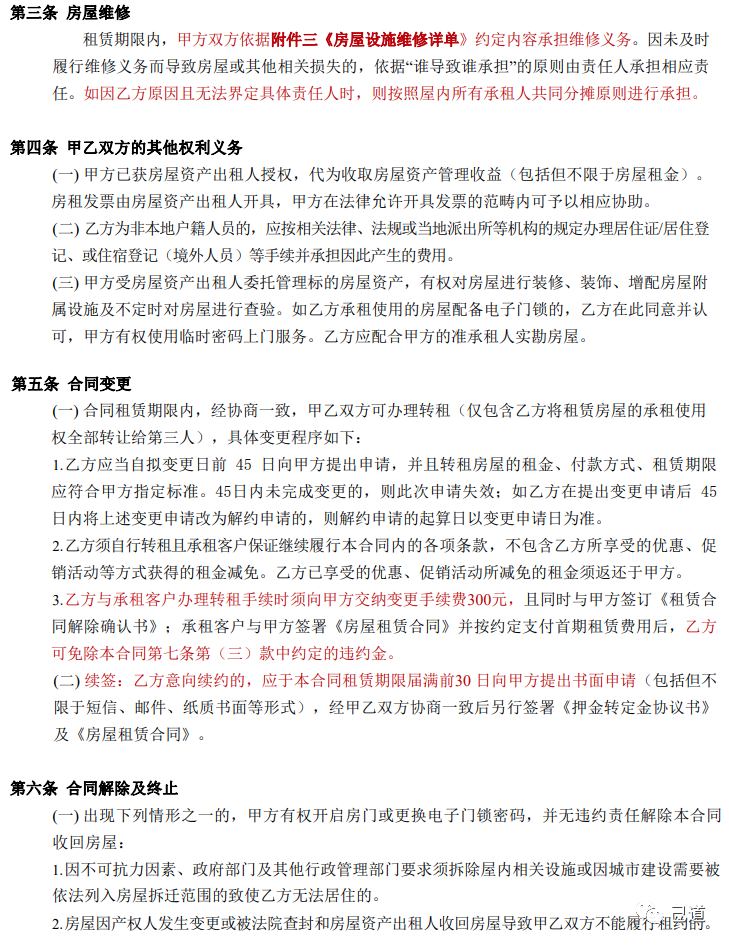 第三条 房屋维修
租赁期限内，甲方双方依据附件三《房屋设施维修详单》约定内容承担维修义务。因未及时
履行维修义务而导致房屋或其他相关损失的，依据“谁导致谁承担”的原则由责任人承担相应责
任。如因乙方原因且无法界定具体责任人时，则按照屋内所有承租人共同分摊原则进行承担。
第四条 甲乙双方的其他权利义务
(一) 甲方已获房屋资产出租人授权，代为收取房屋资产管理收益（包括但不限于房屋租金）。
房租发票由房屋资产出租人开具，甲方在法律允许开具发票的范畴内可予以相应协助。
(二) 乙方为非本地户籍人员的，应按相关法律、法规或当地派出所等机构的规定办理居住证/居住登
记、或住宿登记（境外人员）等手续并承担因此产生的费用。
(三) 甲方受房屋资产出租人委托管理标的房屋资产，有权对房屋进行装修、装饰、增配房屋附
属设施及不定时对房屋进行查验。如乙方承租使用的房屋配备电子门锁的，乙方在此同意并认
可，甲方有权使用临时密码上门服务。乙方应配合甲方的准承租人实勘房屋。
第五条 合同变更
(一) 合同租赁期限内，经协商一致，甲乙双方可办理转租（仅包含乙方将租赁房屋的承租使用
权全部转让给第三人），具体变更程序如下：
1.乙方应当自拟变更日前 45 日向甲方提出申请，并且转租房屋的租金、付款方式、租赁期限
应符合甲方指定标准。45日内未完成变更的，则此次申请失效；如乙方在提出变更申请后 45
日内将上述变更申请改为解约申请的，则解约申请的起算日以变更申请日为准。
2.乙方须自行转租且承租客户保证继续履行本合同内的各项条款，不包含乙方所享受的优惠、促
销活动等方式获得的租金减免。乙方已享受的优惠、促销活动所减免的租金须返还于甲方。
3.乙方与承租客户办理转租手续时须向甲方交纳变更手续费300元，且同时与甲方签订《租赁合
同解除确认书》；承租客户与甲方签署《房屋租赁合同》并按约定支付首期租赁费用后，乙方
可免除本合同第七条第（三）款中约定的违约金。
(二) 续签：乙方意向续约的，应于本合同租赁期限届满前30 日向甲方提出书面申请（包括但不
限于短信、邮件、纸质书面等形式），经甲乙双方协商一致后另行签署《押金转定金协议书》
及《房屋租赁合同》。
第六条 合同解除及终止
(一) 出现下列情形之一的，甲方有权开启房门或更换电子门锁密码，并无违约责任解除本合同
收回房屋：
1.因不可抗力因素、政府部门及其他行政管理部门要求须拆除屋内相关设施或因城市建设需要被
依法列入房屋拆迁范围的致使乙方无法居住的。
2.房屋因产权人发生变更或被法院查封和房屋资产出租人收回房屋导致甲乙双方不能履行租约的。
己道